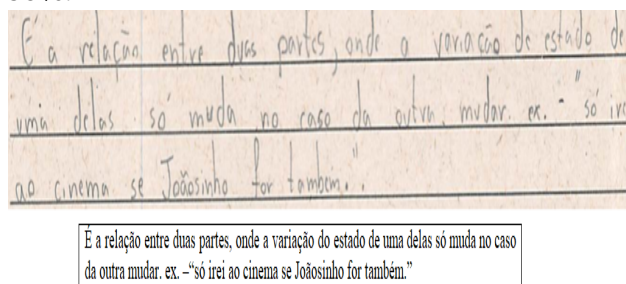 É a relação entre duas partes, onde a variação de estado de
uma delas só muda no caso da outra mudar. ex. - "só irei
ao cinema se Joãosinho for tambem.".
É a relação entre duas partes, onde a variação do estado de uma delas só muda no caso
da outra mudar. ex. –“só irei ao cinema se Joãosinho for também.”